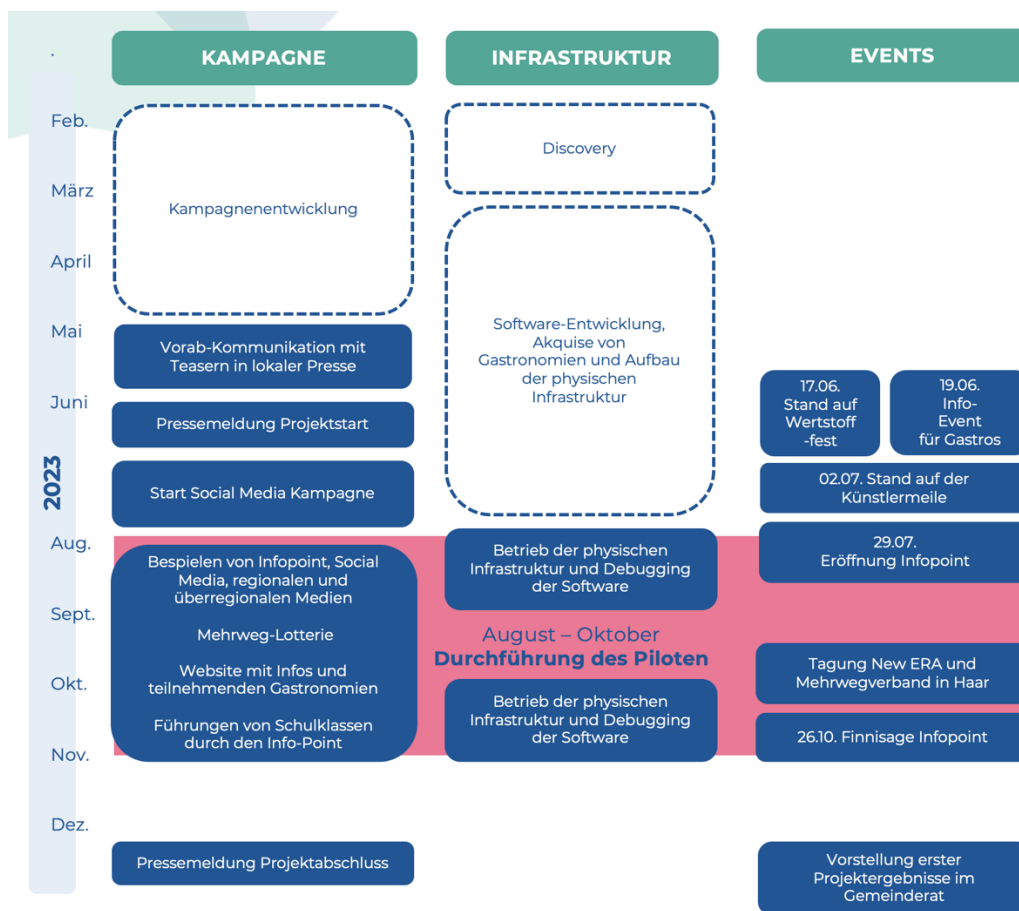 .
KAMPAGNE
INFRASTRUKTUR
EVENTS
2023
Feb.
März
April
Mai
Juni
Aug.
Sept.
Okt.
Nov.
Dez.
Kampagnenentwicklung
Vorab-Kommunikation mit
Teasern in lokaler Presse
Pressemeldung Projektstart
Start Social Media Kampagne
Bespielen von Infopoint, Social
Media, regionalen und
überregionalen Medien
Mehrweg-Lotterie
Website mit Infos und
teilnehmenden Gastronomien
Führungen von Schulklassen
durch den Info-Point
Pressemeldung Projektabschluss
Discovery
Software-Entwicklung,
Akquise von
Gastronomien und Aufbau
der physischen
Infrastruktur
Betrieb der physischen
Infrastruktur und Debugging
der Software
August – Oktober
Durchführung des Piloten
Betrieb der physischen
Infrastruktur und Debugging
der Software
17.06.
Stand auf
Wertstoff
-fest
19.06.
Info-
Event
für Gastros
02.07. Stand auf der
Künstlermeile
29.07.
Eröffnung Infopoint
Tagung New ERA und
Mehrwegverband in Haar
26.10. Finnisage Infopoint
Vorstellung erster
Projektergebnisse im
Gemeinderat